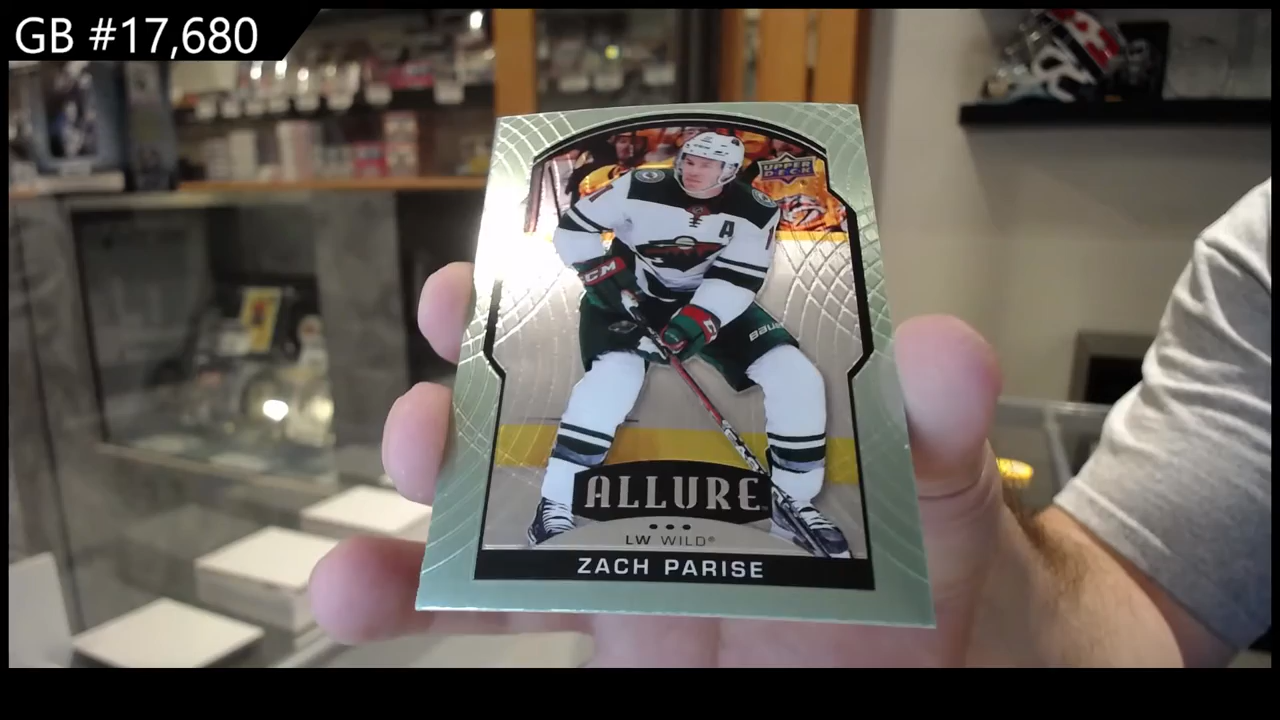 GB #17,680
UPPER
DECK
A
CCM
BAUER
ALLURE
LW WILD®
ZACH PARISE